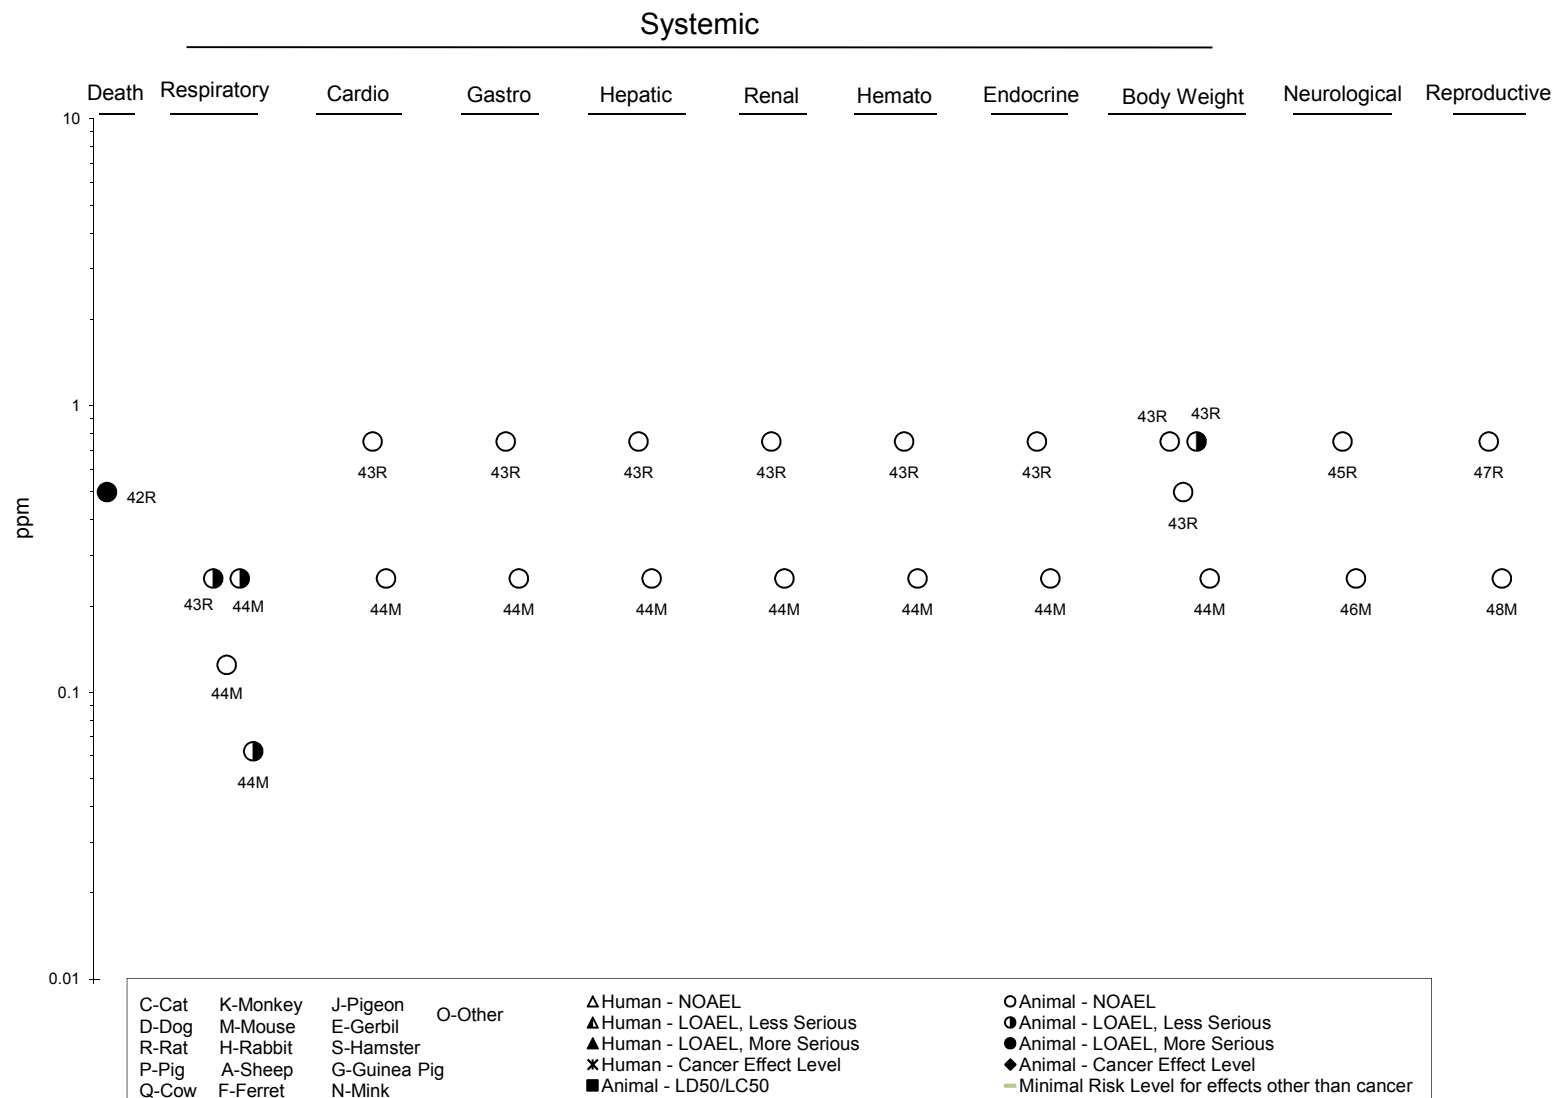 Systemic
Death Respiratory Cardio Gastro Hepatic Renal Hemato Endocrine Body Weight Neurological Reproductive
10
1
0.1
0.01
ppm
43R 43R
43R 43R 43R 43R 43R 43R 45R 47R
42R
43R
43R 44M
44M 44M 44M 44M 44M 44M 44M 46M 48M
44M
44M
C-Cat K-Monkey J-Pigeon O-Other
D-Dog M-Mouse E-Gerbil
R-Rat H-Rabbit S-Hamster
P-Pig A-Sheep G-Guinea Pig
Q-Cow F-Ferret N-Mink
Human - NOAEL
Human - LOAEL, Less Serious
Human - LOAEL, More Serious
Human - Cancer Effect Level
Animal - LD50/LC50
Animal - NOAEL
Animal - LOAEL, Less Serious
Animal - LOAEL, More Serious
Animal - Cancer Effect Level
Minimal Risk Level for effects other than cancer